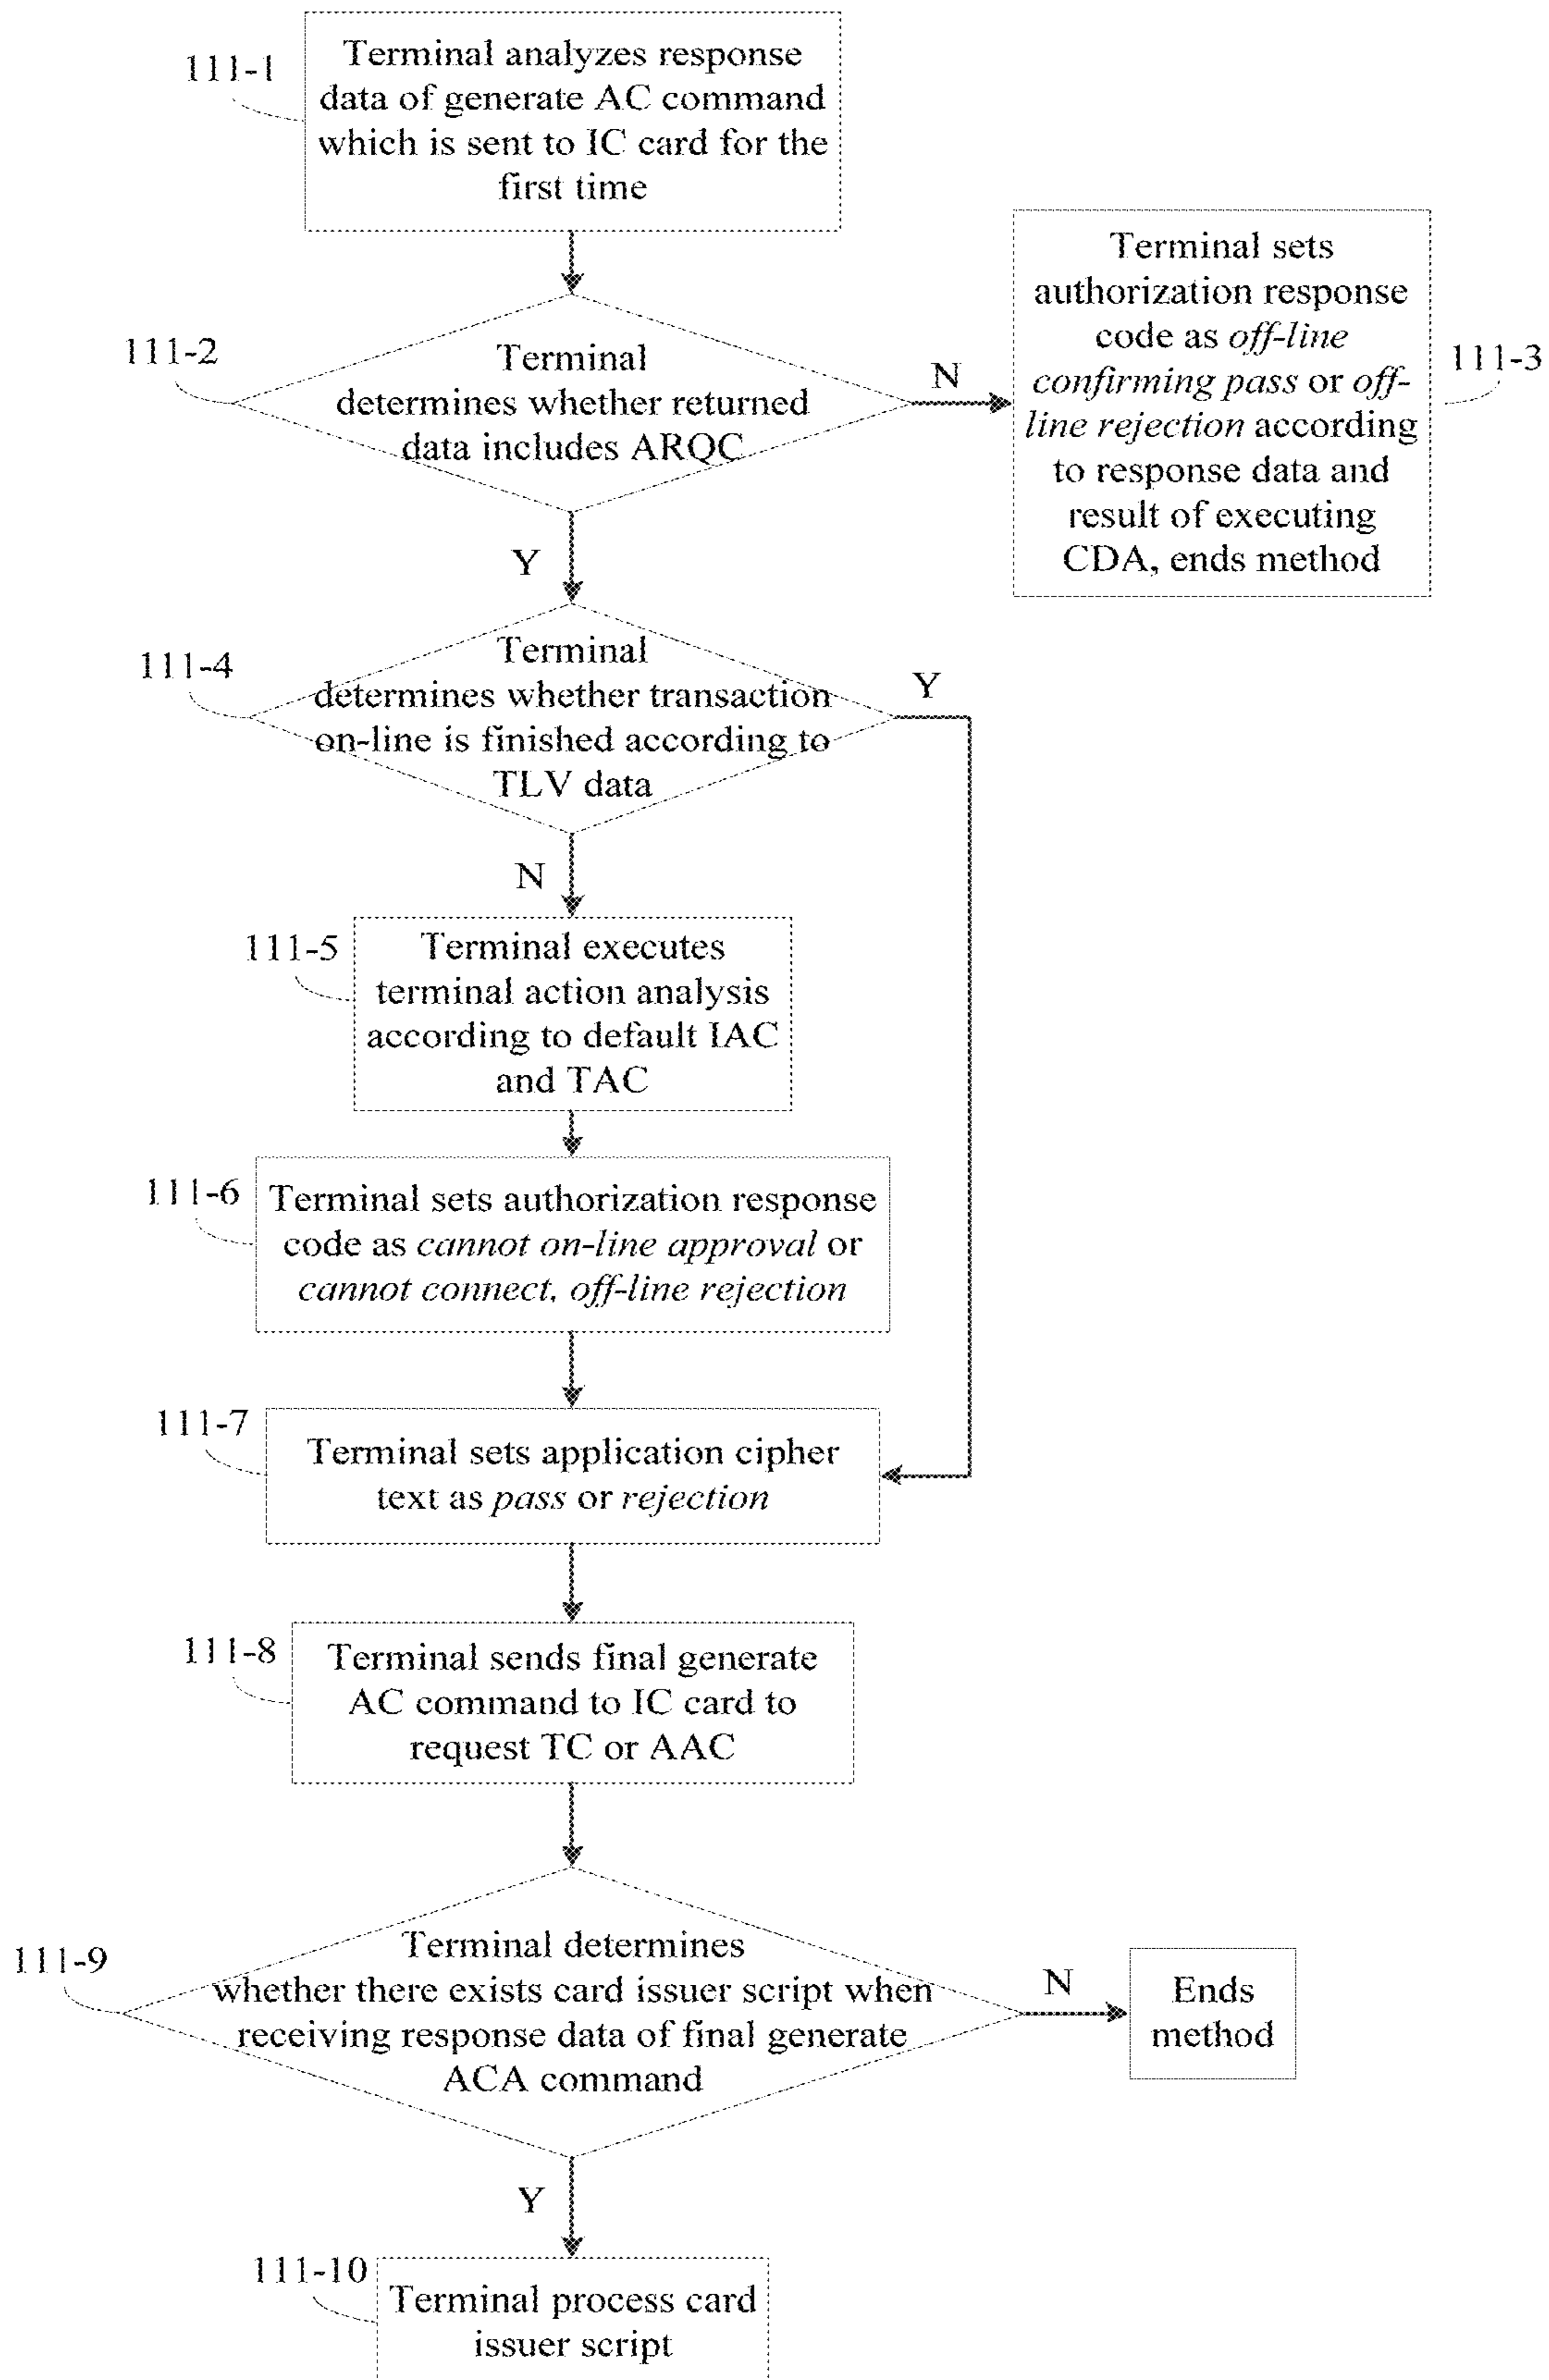 111-1
Terminal analyzes response
data of generate AC command
which is sent to IC card for the
first time
111-2
Terminal
determines whether returned
data includes ARQC
N
Terminal sets
authorization response
code as off-line
confirming pass or off-
line rejection according
to response data and
result of executing
CDA, ends method
111-3
Y
111-4
Terminal
determines whether transaction
on-line is finished according to
TLV data
Y
N
111-5
Terminal executes
terminal action analysis
according to default IAC
and TAC
111-6
Terminal sets authorization response
code as cannot on-line approval or
cannot connect, off-line rejection
111-7
Terminal sets application cipher
text as pass or rejection
111-8
Terminal sends final generate
AC command to IC card to
request TC or AAC
111-9
Terminal determines
whether there exists card issuer script when
receiving response data of final generate
ACA command
N
Ends
method
Y
111-10
Terminal process card
issuer script